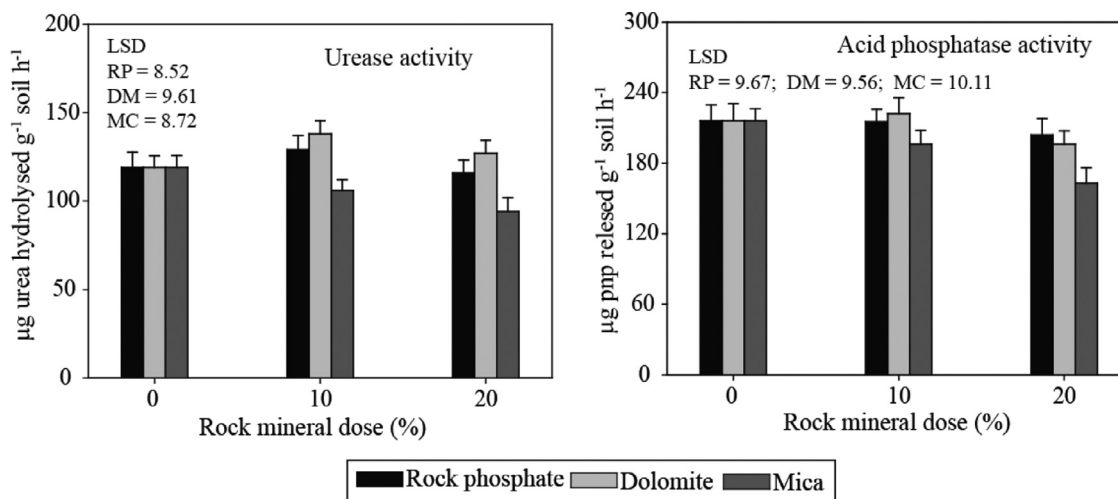 200
150
100
50
0
µg urea hydrolysed g⁻¹ soil h⁻¹
LSD
RP = 8.52
DM = 9.61
MC = 8.72
Urease activity
0 10 20
Rock mineral dose (%)
300
240
180
120
60
0
µg pnp relesed g⁻¹ soil h⁻¹
Acid phosphatase activity
LSD
RP = 9.67; DM = 9.56; MC = 10.11
0 10 20
Rock mineral dose (%)
Rock phosphate Dolomite Mica